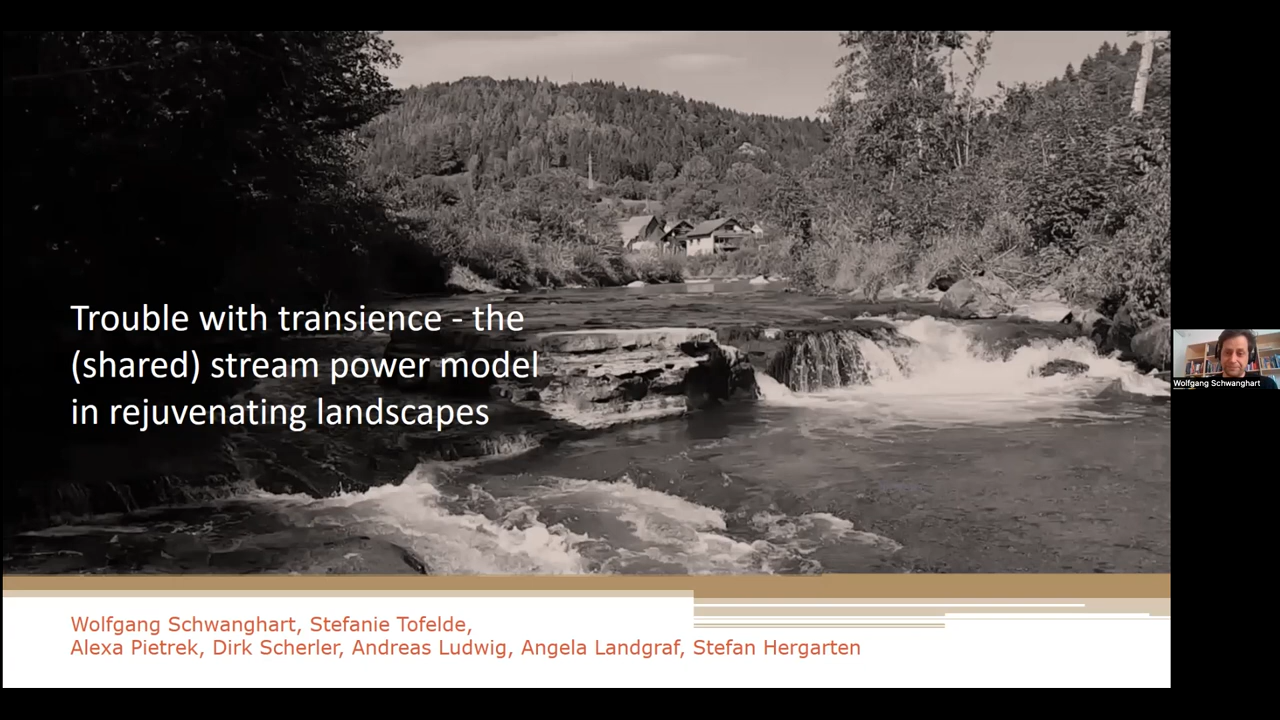 Trouble with transience - the
(shared) stream power model
in rejuvenating landscapes
Wolfgang Schwanghart
Wolfgang Schwanghart, Stefanie Tofelde,
Alexa Pietrek, Dirk Scherler, Andreas Ludwig, Angela Landgraf, Stefan Hergarten